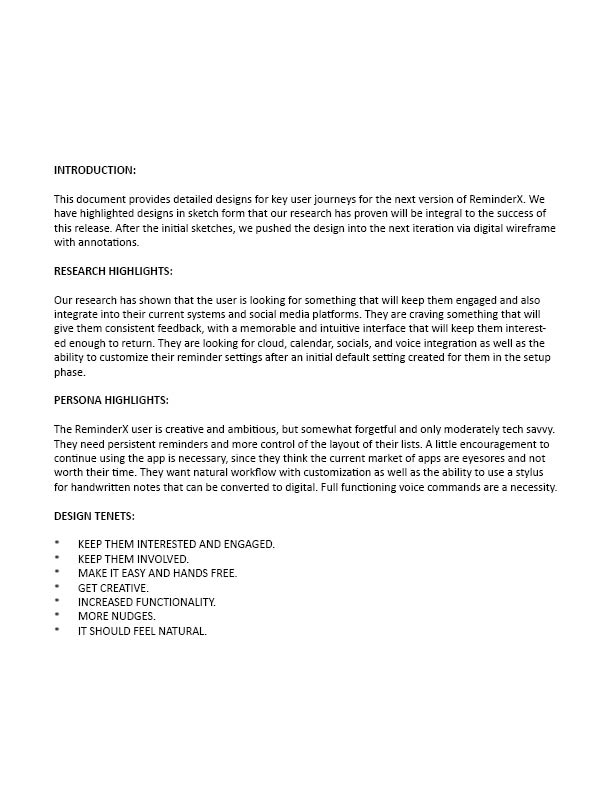 INTRODUCTION:
This document provides detailed designs for key user journeys for the next version of ReminderX. We
have highlighted designs in sketch form that our research has proven will be integral to the success of
this release. After the initial sketches, we pushed the design into the next iteration via digital wireframe
with annotations.
RESEARCH HIGHLIGHTS:
Our research has shown that the user is looking for something that will keep them engaged and also
integrate into their current systems and social media platforms. They are craving something that will
give them consistent feedback, with a memorable and intuitive interface that will keep them interest-
ed enough to return. They are looking for cloud, calendar, socials, and voice integration as well as the
ability to customize their reminder settings after an initial default setting created for them in the setup
phase.
PERSONA HIGHLIGHTS:
The ReminderX user is creative and ambitious, but somewhat forgetful and only moderately tech savvy.
They need persistent reminders and more control of the layout of their lists. A little encouragement to
continue using the app is necessary, since they think the current market of apps are eyesores and not
worth their time. They want natural workflow with customization as well as the ability to use a stylus
for handwritten notes that can be converted to digital. Full functioning voice commands are a necessity.
DESIGN TENETS:
* KEEP THEM INTERESTED AND ENGAGED.
* KEEP THEM INVOLVED.
* MAKE IT EASY AND HANDS FREE.
* GET CREATIVE.
* INCREASED FUNCTIONALITY.
* MORE NUDGES.
* IT SHOULD FEEL NATURAL.